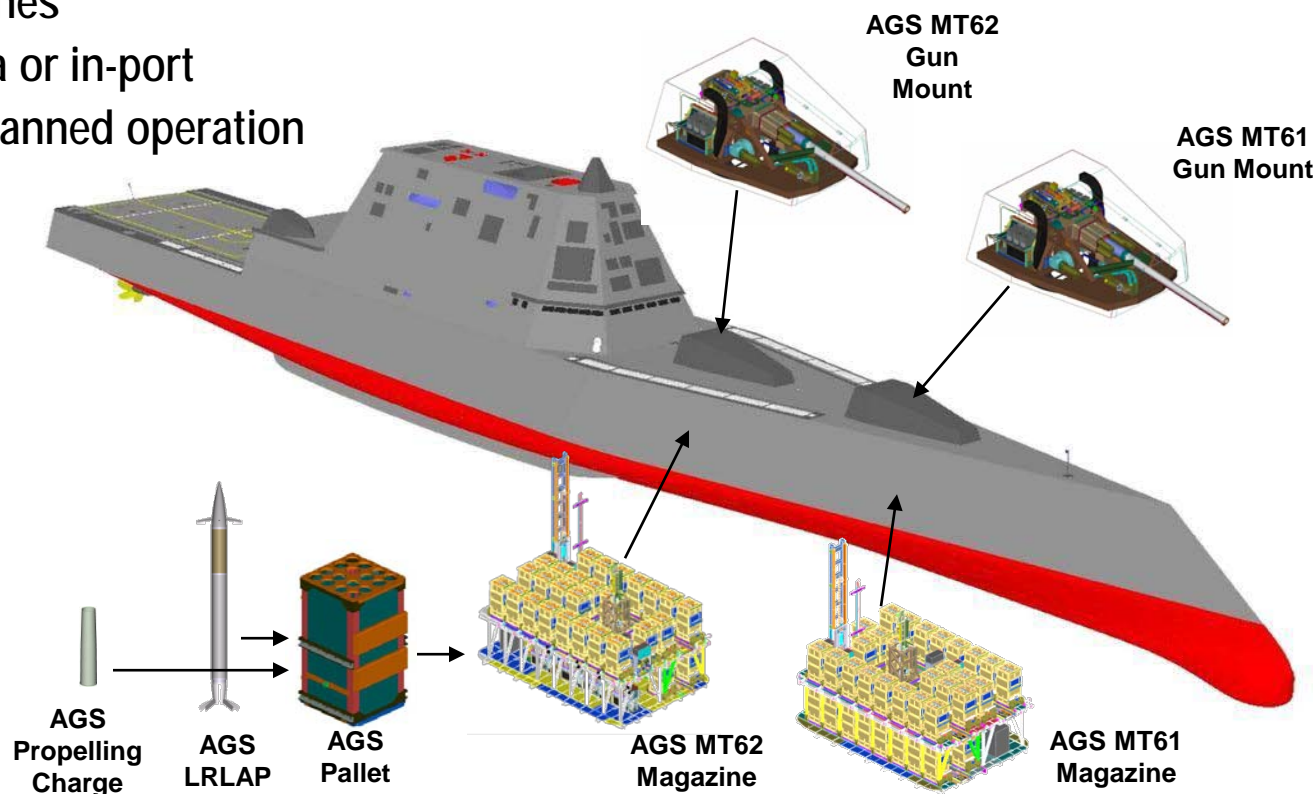 a or in-port
anned operation
AGS MT62
Gun
Mount
AGS MT61
Gun Mount
AGS
Propelling
Charge
AGS
LRLAP
AGS
Pallet
AGS MT62
Magazine
AGS MT61
Magazine